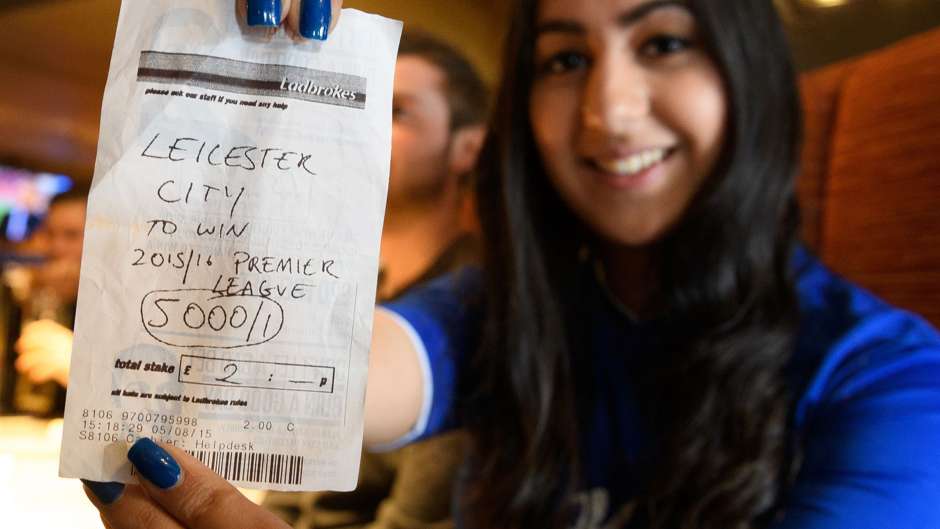 Ladbrokes
please ask our staff if you need any help
LEICESTER
CITY
TO WIN
2015/16 PREMIER
LEAGUE
5000/1
total stake £ 2 : — p
all bets are subject to Ladbrokes rules
8106 9700795998 2.00 C
15:18:29 05/08/15
S8106 Cashier: Helpdesk